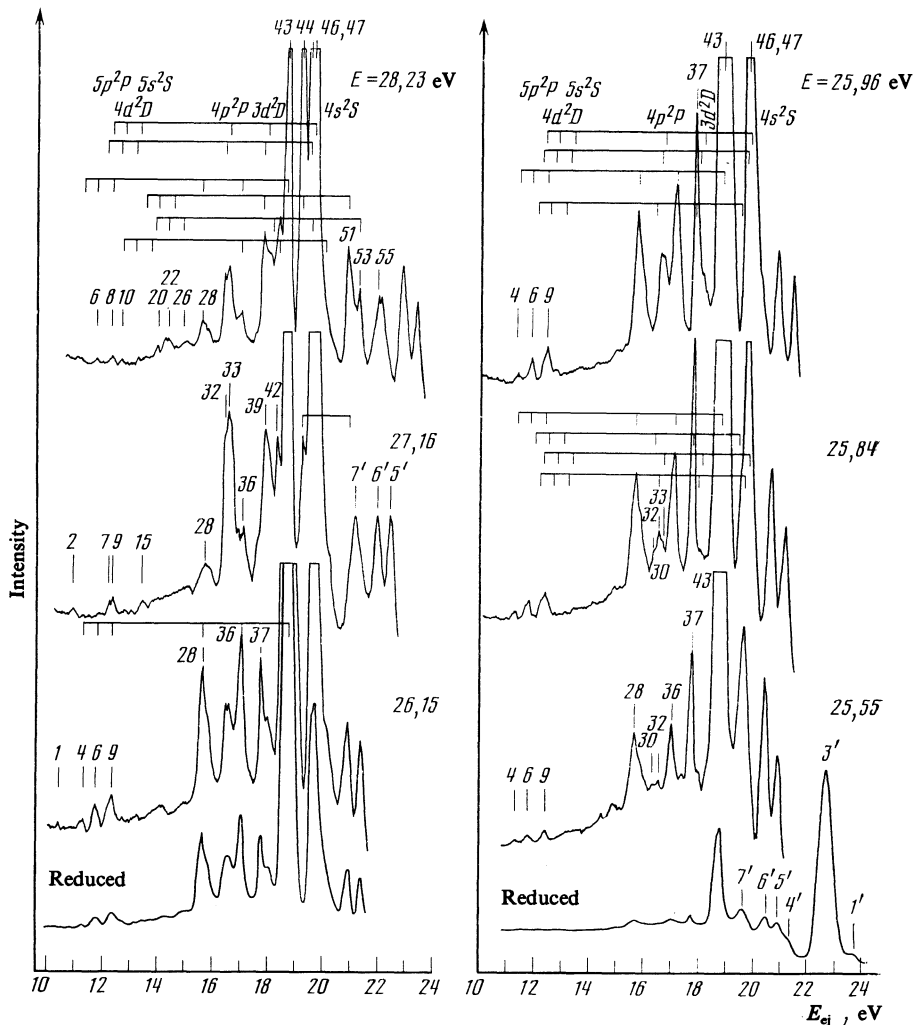 43 44 46,47
E = 28,23 eV
5p²P 5s²S
4d²D 4p²P 3d²D 4s²S
51
53 55
22
6 8 10 20 26 28
33
32
39 42
27,16
36
7' 6' 5'
28
2 7 9 15
36
37
28
26,15
1 4 6 9
Reduced
10 12 14 16 18 20 22 24
Intensity
43 46,47
37
E = 25,96 eV
5p²P 5s²S
4d²D 4p²P 3d²D 4s²S
4 6 9
25,84
33
32
30
43
37
28 36
32
30
25,55
3'
4 6 9
Reduced
7' 6' 5'
4'
1'
10 12 14 16 18 20 22 24
E_ej , eV